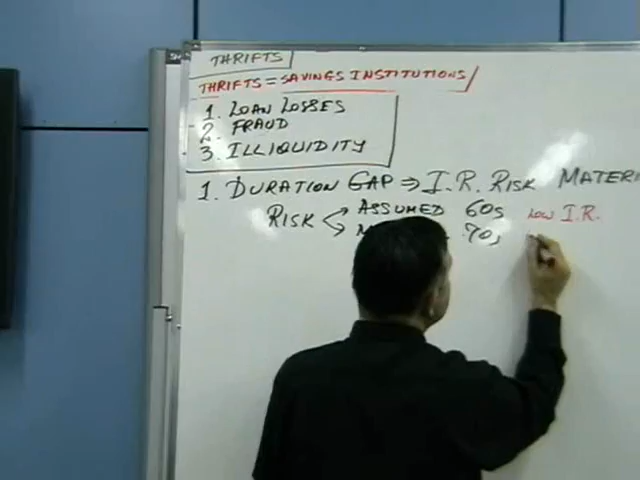 THRIFTS
THRIFTS = SAVINGS INSTITUTIONS
1. LOAN LOSSES
2. FRAUD
3. ILLIQUIDITY
1. DURATION GAP ⇒ I.R. RISK MATERI
RISK ASSUMED 60s LOW I.R.
70s